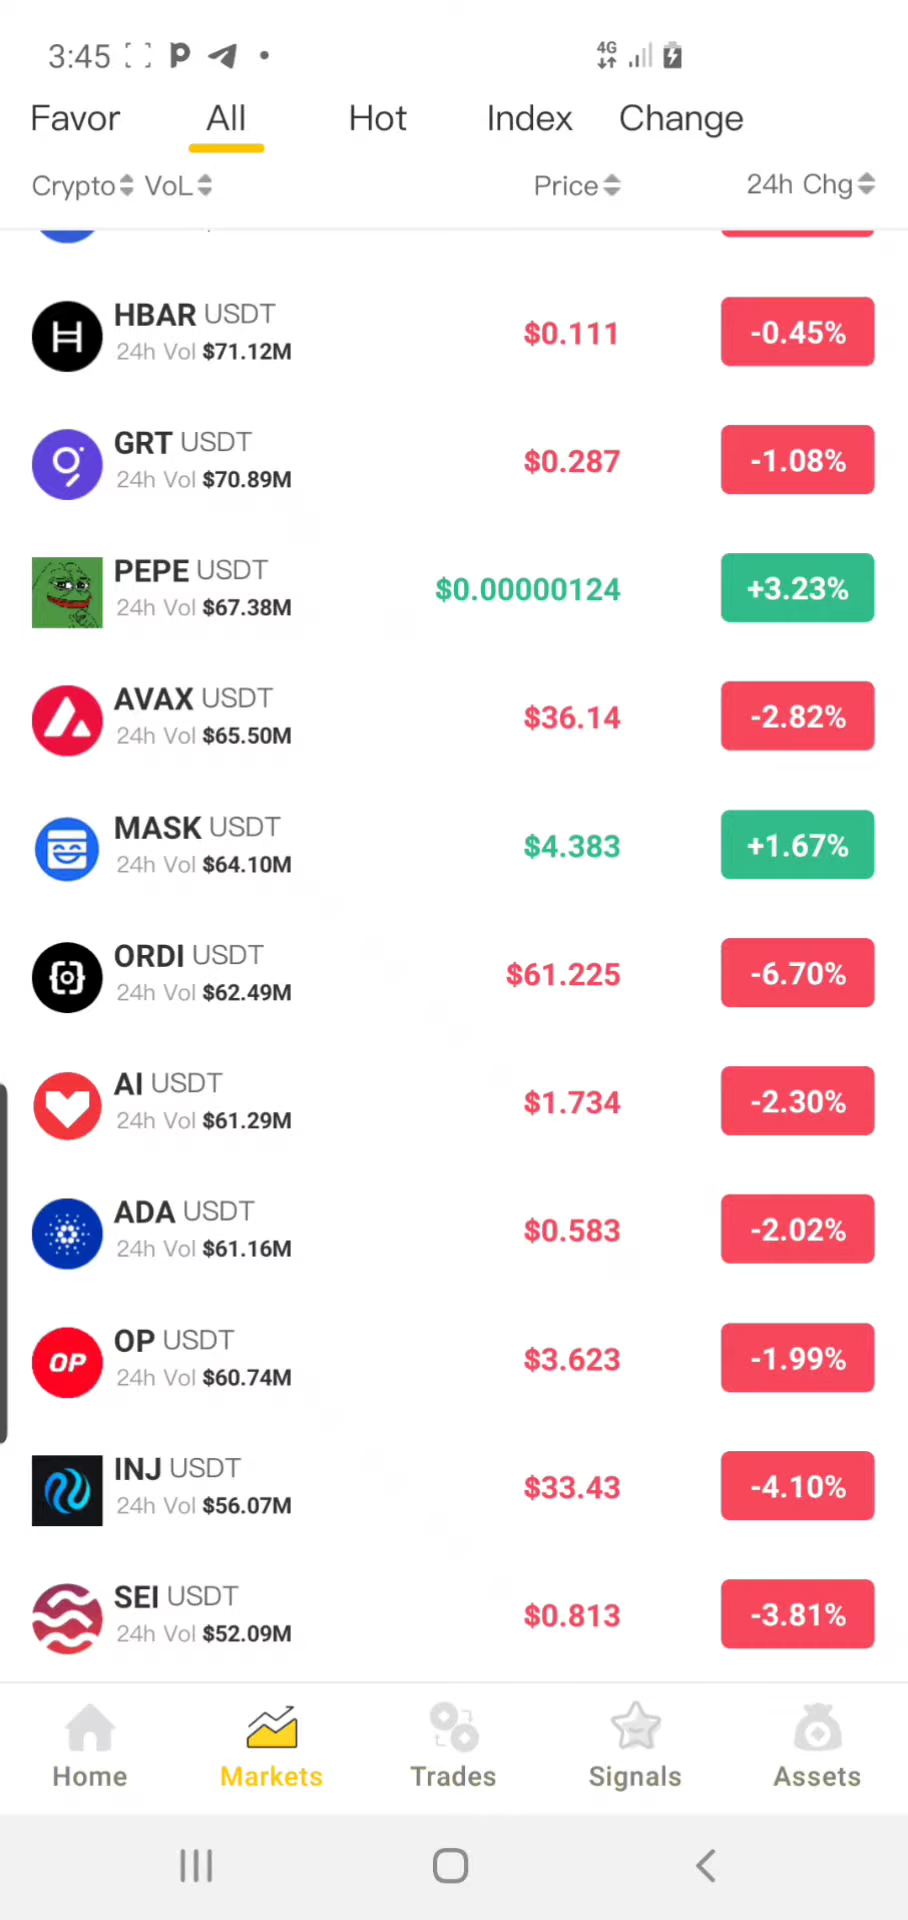 3:45 4G
Favor All Hot Index Change
Crypto VoL Price 24h Chg
HBAR USDT
24h Vol $71.12M
$0.111
-0.45%
GRT USDT
24h Vol $70.89M
$0.287
-1.08%
PEPE USDT
24h Vol $67.38M
$0.00000124
+3.23%
AVAX USDT
24h Vol $65.50M
$36.14
-2.82%
MASK USDT
24h Vol $64.10M
$4.383
+1.67%
ORDI USDT
24h Vol $62.49M
$61.225
-6.70%
AI USDT
24h Vol $61.29M
$1.734
-2.30%
ADA USDT
24h Vol $61.16M
$0.583
-2.02%
OP
OP USDT
24h Vol $60.74M
$3.623
-1.99%
INJ USDT
24h Vol $56.07M
$33.43
-4.10%
SEI USDT
24h Vol $52.09M
$0.813
-3.81%
Home Markets Trades Signals Assets